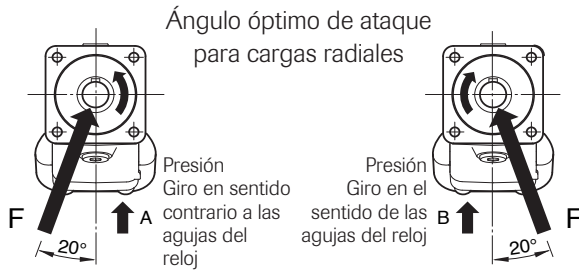 Ángulo óptimo de ataque
para cargas radiales
Presión
Giro en sentido
contrario a las
agujas del
reloj
F
A
20°
Presión
Giro en el
sentido de las
agujas del reloj
B
F
20°